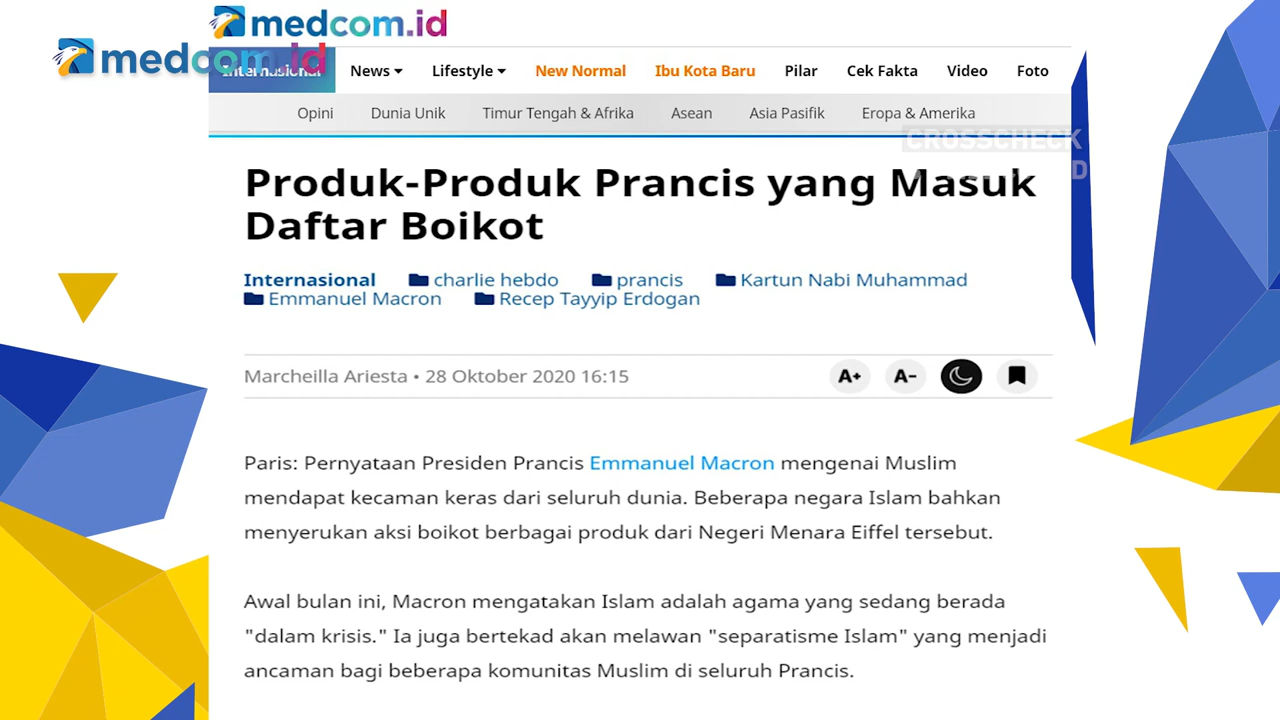 medcom.id
medcom.id
Internasional News Lifestyle New Normal Ibu Kota Baru Pilar Cek Fakta Video Foto
Opini Dunia Unik Timur Tengah & Afrika Asean Asia Pasifik Eropa & Amerika
CROSSCHECK
Produk-Produk Prancis yang Masuk
Daftar Boikot
Internasional charlie hebdo prancis Kartun Nabi Muhammad
Emmanuel Macron Recep Tayyip Erdogan
Marcheilla Ariesta • 28 Oktober 2020 16:15 A+ A-
Paris: Pernyataan Presiden Prancis Emmanuel Macron mengenai Muslim
mendapat kecaman keras dari seluruh dunia. Beberapa negara Islam bahkan
menyerukan aksi boikot berbagai produk dari Negeri Menara Eiffel tersebut.
Awal bulan ini, Macron mengatakan Islam adalah agama yang sedang berada
"dalam krisis." Ia juga bertekad akan melawan "separatisme Islam" yang menjadi
ancaman bagi beberapa komunitas Muslim di seluruh Prancis.